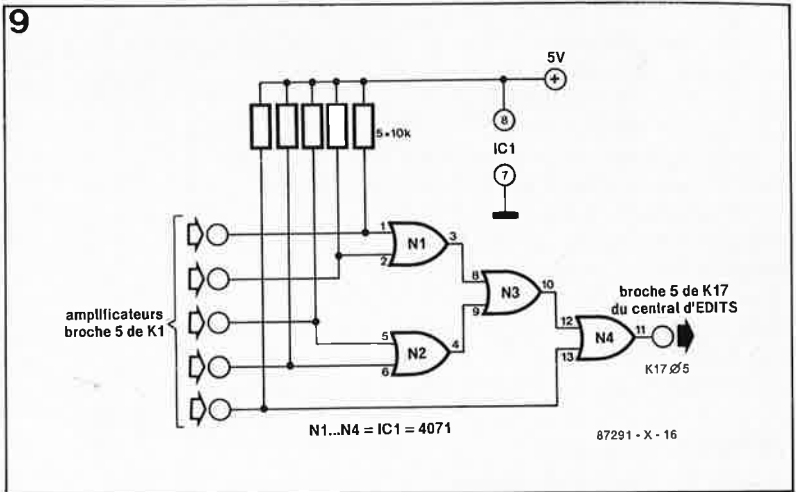 9
5V
+
5×10k
8
IC1
7
1
2
N1
3
5
6
N2
4
8
9
N3
10
12
13
N4
11
amplificateurs
broche 5 de K1
broche 5 de K17
du central d'EDITS
K17 Ø 5
N1...N4 = IC1 = 4071
87291 - X - 16